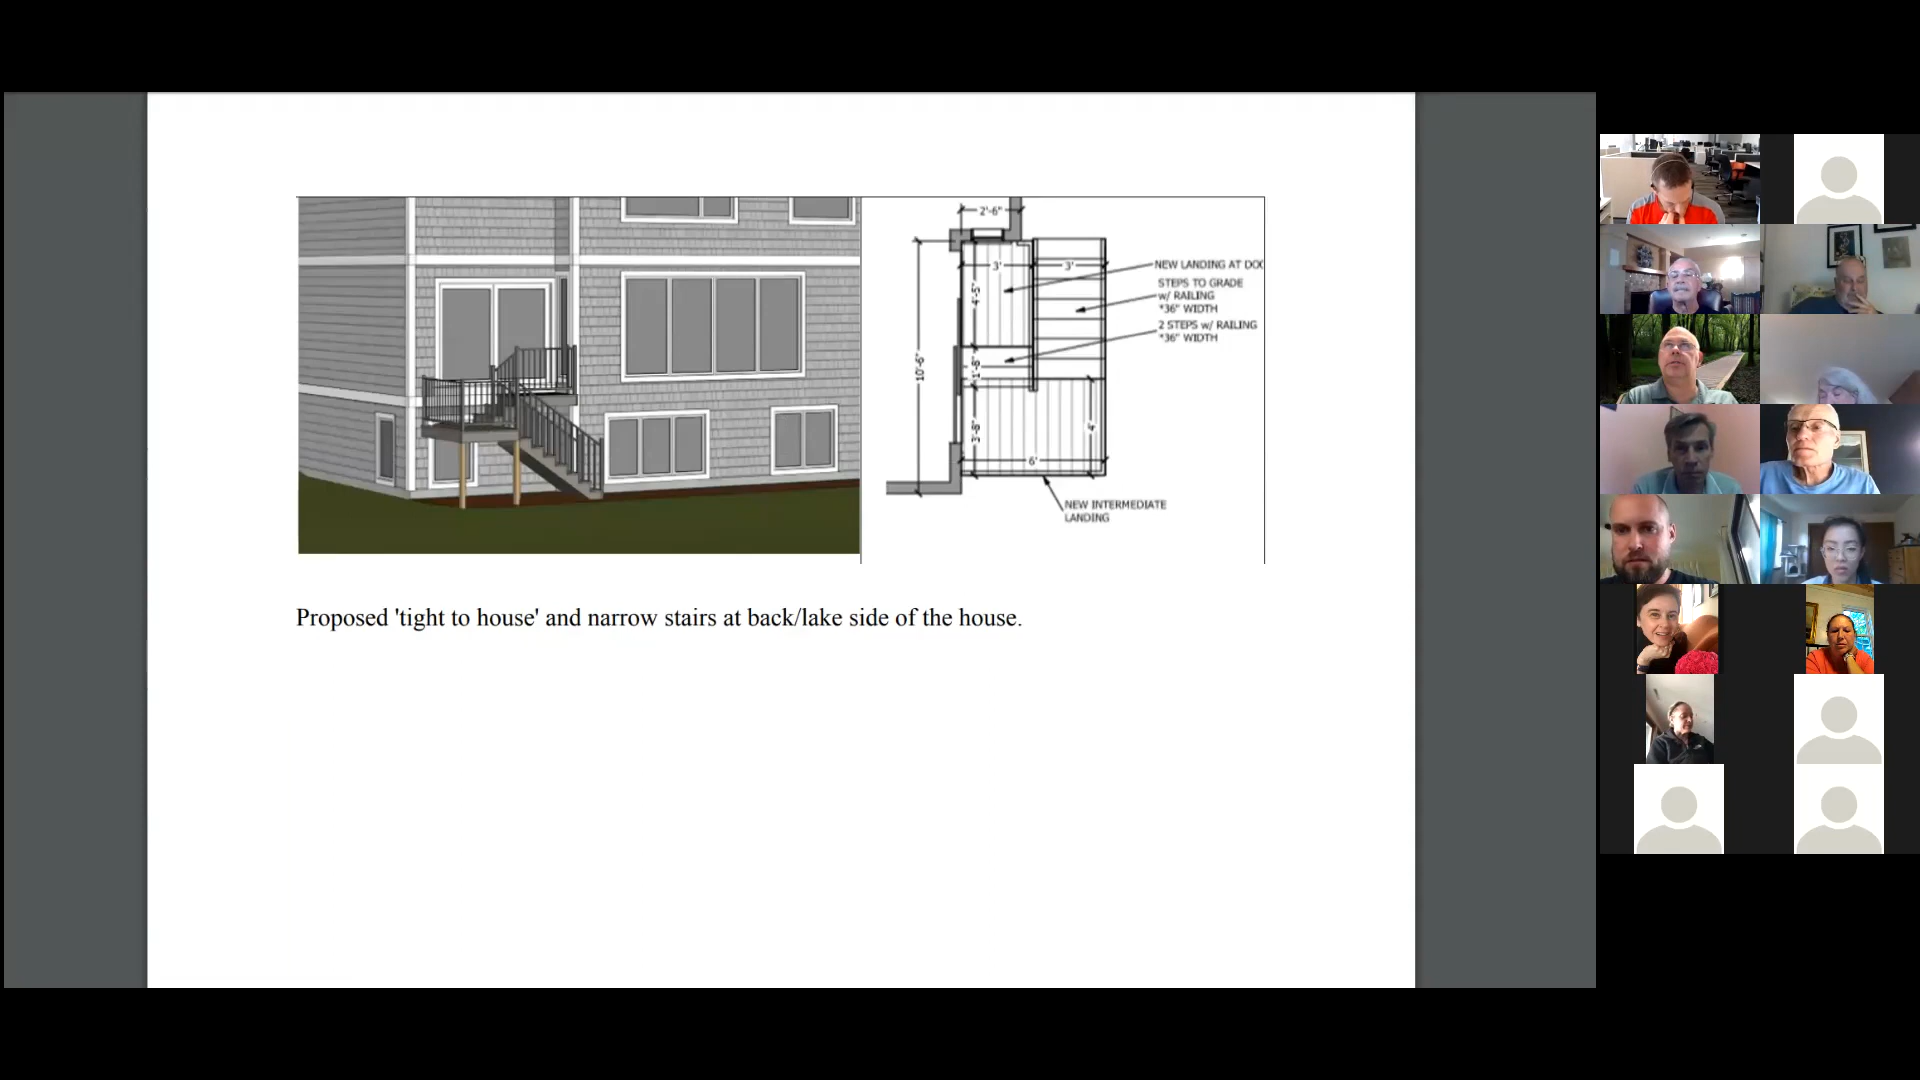 2'-6"
3'
3'
NEW LANDING AT DOO
4'-5"
STEPS TO GRADE
w/ RAILING
*36" WIDTH
2 STEPS w/ RAILING
*36" WIDTH
10'-6"
1'-8"
3'-8"
4'
6'
NEW INTERMEDIATE
LANDING
Proposed 'tight to house' and narrow stairs at back/lake side of the house.